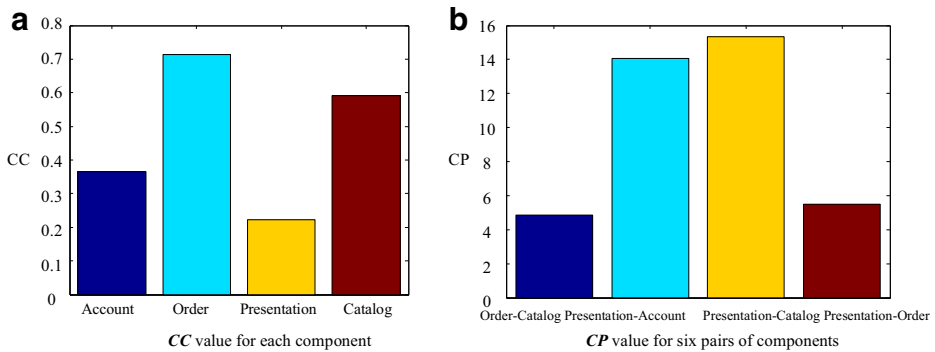 a
0.8
0.7
0.6
0.5
CC
0.4
0.3
0.2
0.1
0
Account Order Presentation Catalog
CC value for each component
b
16
14
12
10
CP
8
6
4
2
0
Order-Catalog Presentation-Account Presentation-Catalog Presentation-Order
CP value for six pairs of components